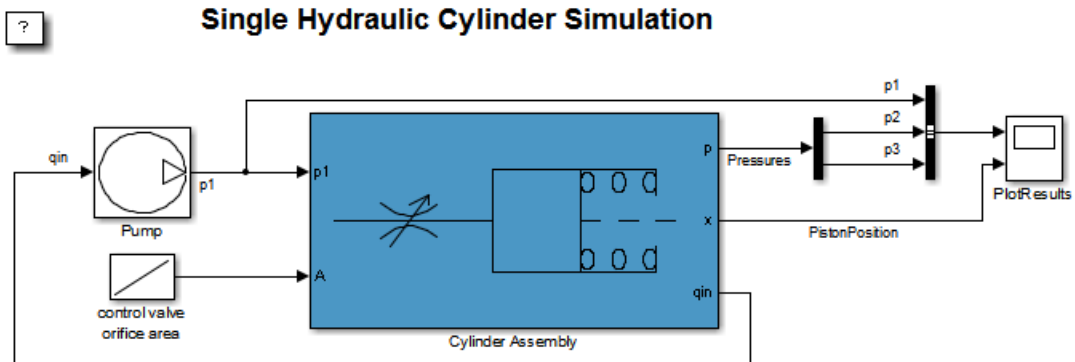 Single Hydraulic Cylinder Simulation
?
p1
p2
p3
qin
p1
Pump
p1
p
Pressures
PlotResults
x
PistonPosition
A
control valve
orifice area
qin
Cylinder Assembly